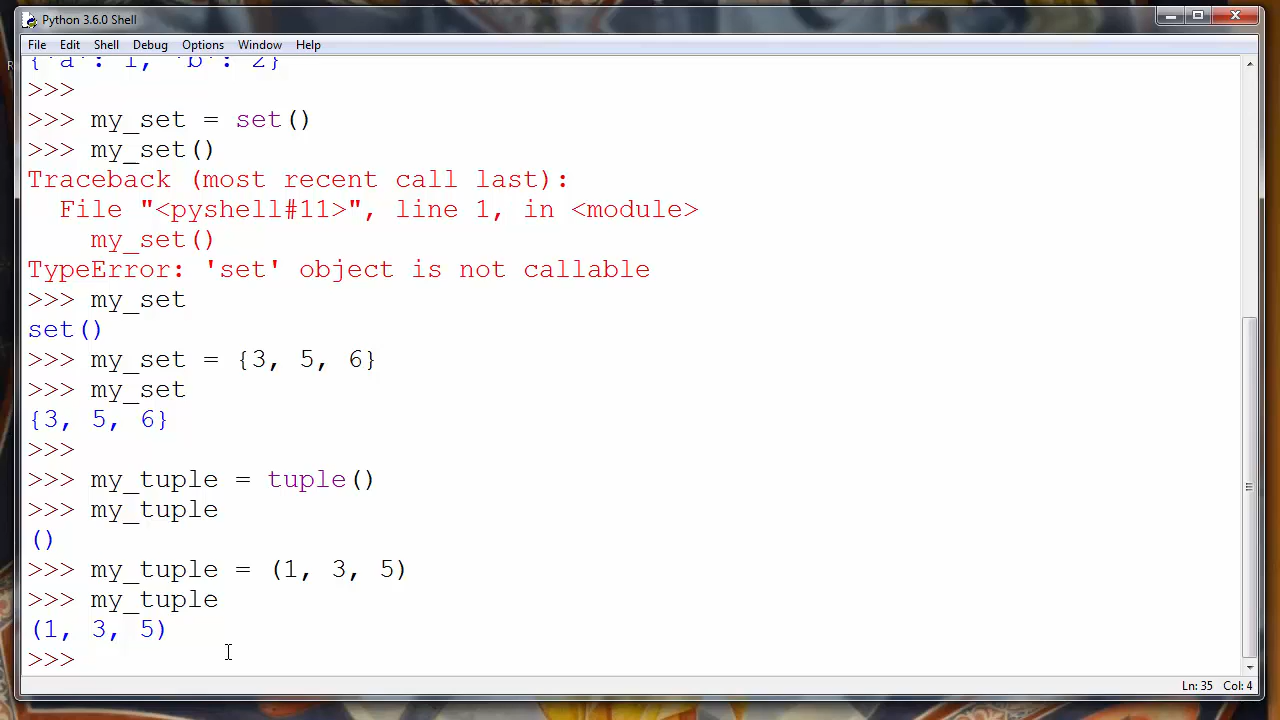 Python 3.6.0 Shell
File Edit Shell Debug Options Window Help
{'a': 1, 'b': 2}
>>>
>>> my_set = set()
>>> my_set()
Traceback (most recent call last):
  File "<pyshell#11>", line 1, in <module>
    my_set()
TypeError: 'set' object is not callable
>>> my_set
set()
>>> my_set = {3, 5, 6}
>>> my_set
{3, 5, 6}
>>>
>>> my_tuple = tuple()
>>> my_tuple
()
>>> my_tuple = (1, 3, 5)
>>> my_tuple
(1, 3, 5)
>>>
Ln: 35 Col: 4